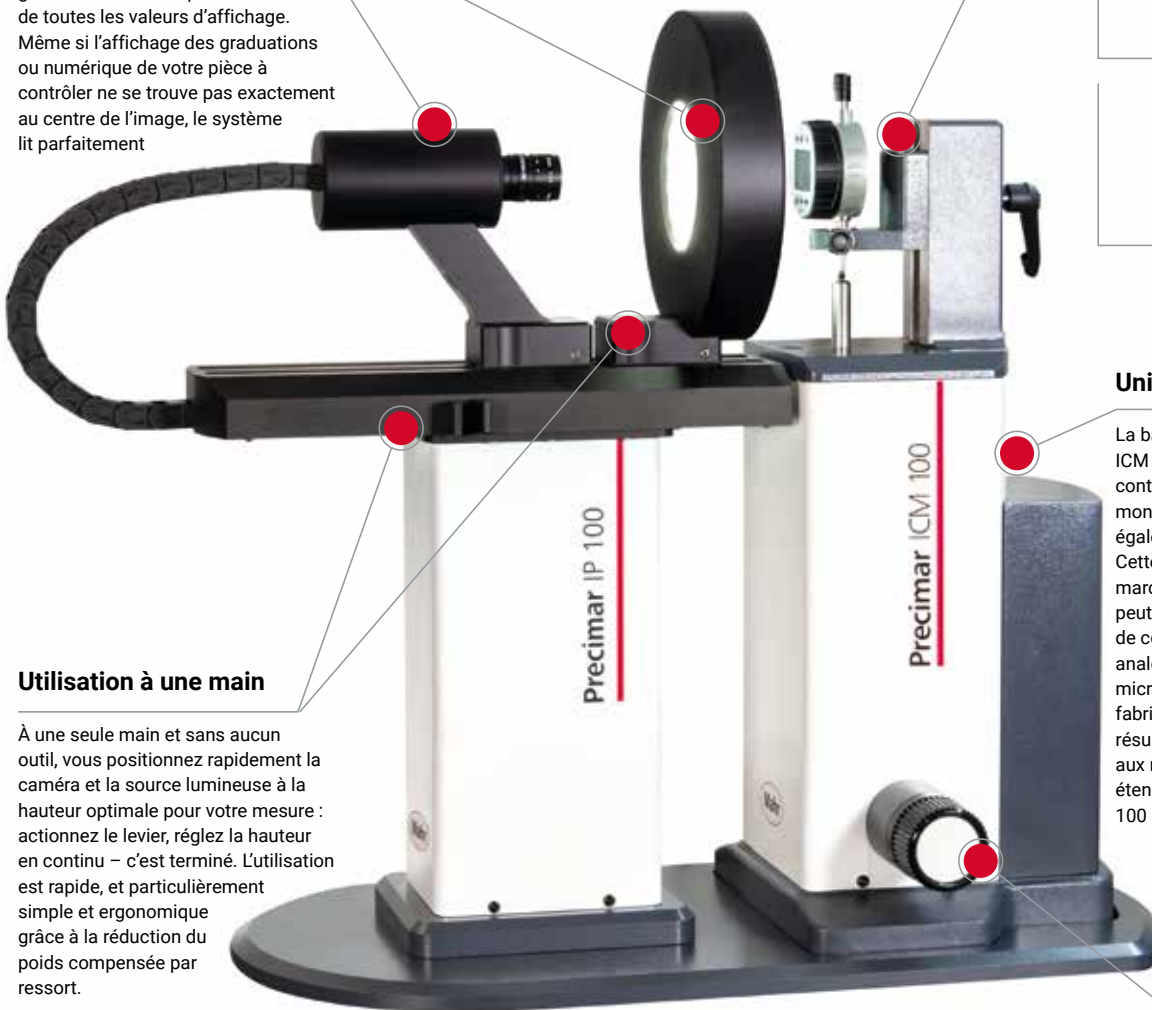 de toutes les valeurs d’affichage.
Même si l’affichage des graduations
ou numérique de votre pièce à
contrôler ne se trouve pas exactement
au centre de l’image, le système
lit parfaitement
Utilisation à une main
À une seule main et sans aucun
outil, vous positionnez rapidement la
caméra et la source lumineuse à la
hauteur optimale pour votre mesure :
actionnez le levier, réglez la hauteur
en continu – c’est terminé. L’utilisation
est rapide, et particulièrement
simple et ergonomique
grâce à la réduction du
poids compensée par
ressort.
Precimar IP 100
Mahr
Precimar ICM 100
Mahr
Uni
La ba
ICM
cont
mon
égale
Cette
marc
peut
de c
anal
micr
fabri
résu
aux
éten
100